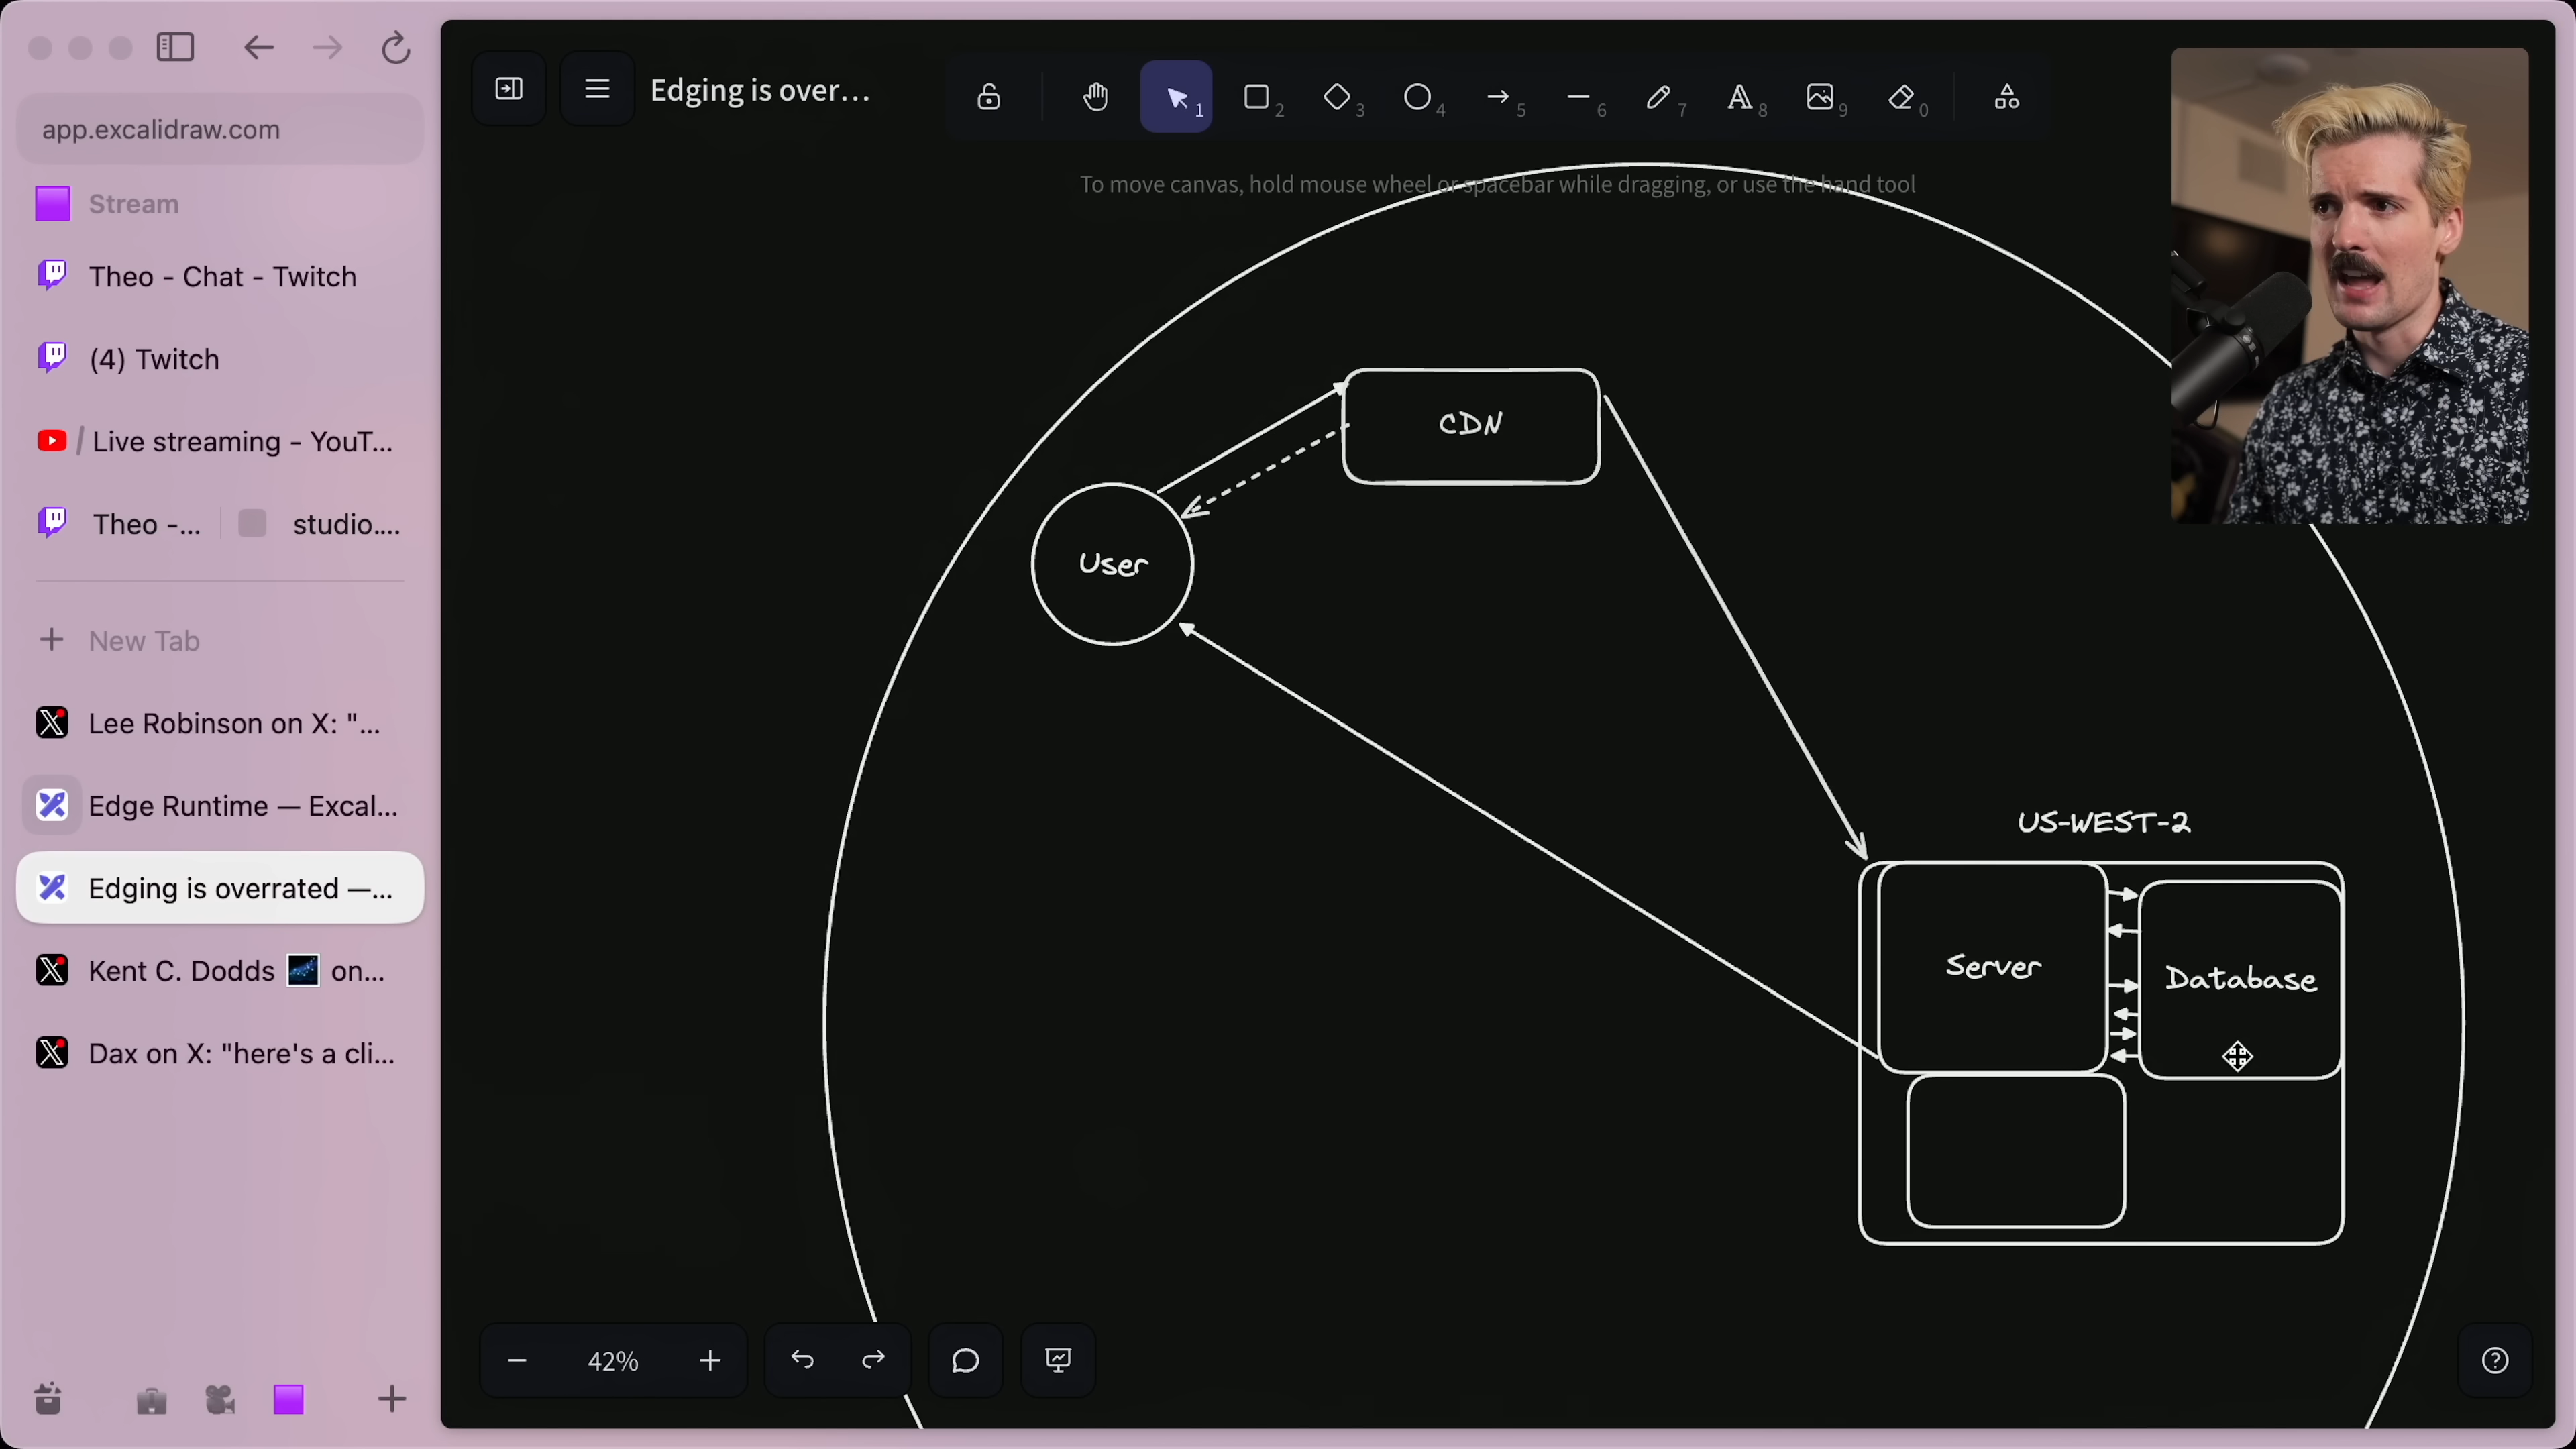 app.excalidraw.com
Stream
Theo - Chat - Twitch
(4) Twitch
/ Live streaming - YouT...
Theo -... studio....
New Tab
Lee Robinson on X: "...
Edge Runtime — Excal...
Edging is overrated —...
Kent C. Dodds on...
Dax on X: "here's a cli...
Edging is over...
1 2 3 4 5 6 7 8 9 0
To move canvas, hold mouse wheel or spacebar while dragging, or use the hand tool
CDN
User
US-WEST-2
Server
Database
42%